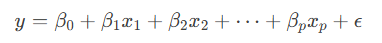 y = β₀ + β₁x₁ + β₂x₂ + ⋯ + βₚxₚ + ϵ